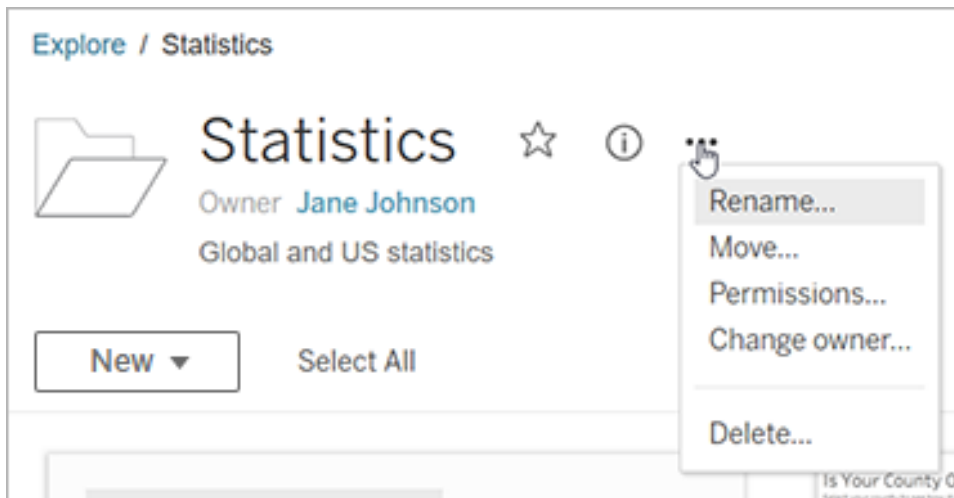 Explore / Statistics
Statistics
Owner Jane Johnson
Global and US statistics
Rename...
Move...
Permissions...
Change owner...
Delete...
New
Select All
Is Your County